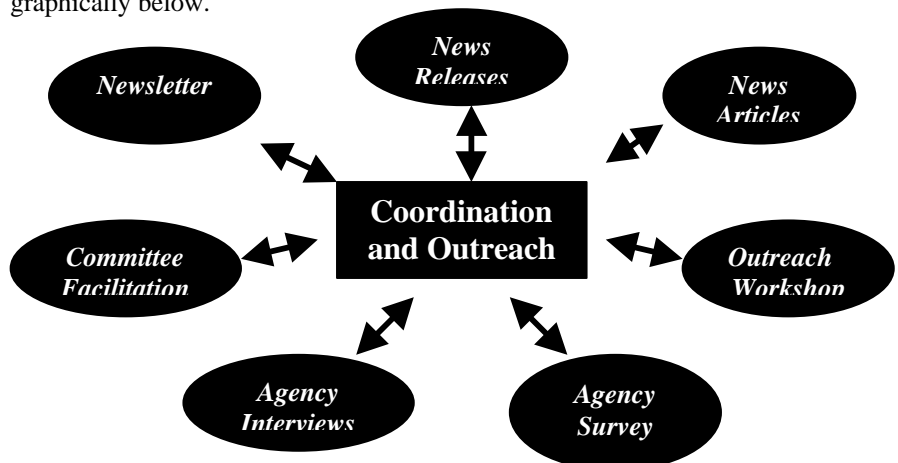 graphically below.
News
Releases
Newsletter
News
Articles
Coordination
and Outreach
Committee
Facilitation
Outreach
Workshop
Agency
Interviews
Agency
Survey